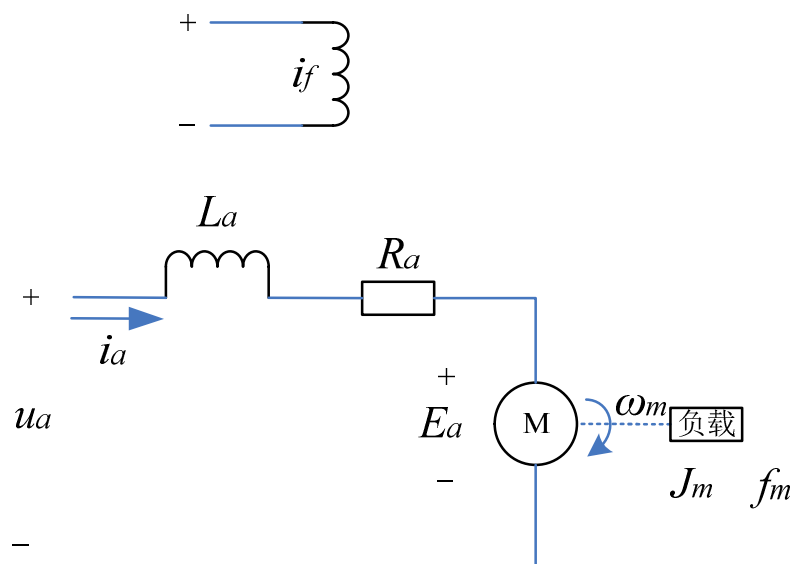 +
if
−
La
Ra
+
ia
+
ua
Ea
M
ωm
负载
−
Jm
fm
−